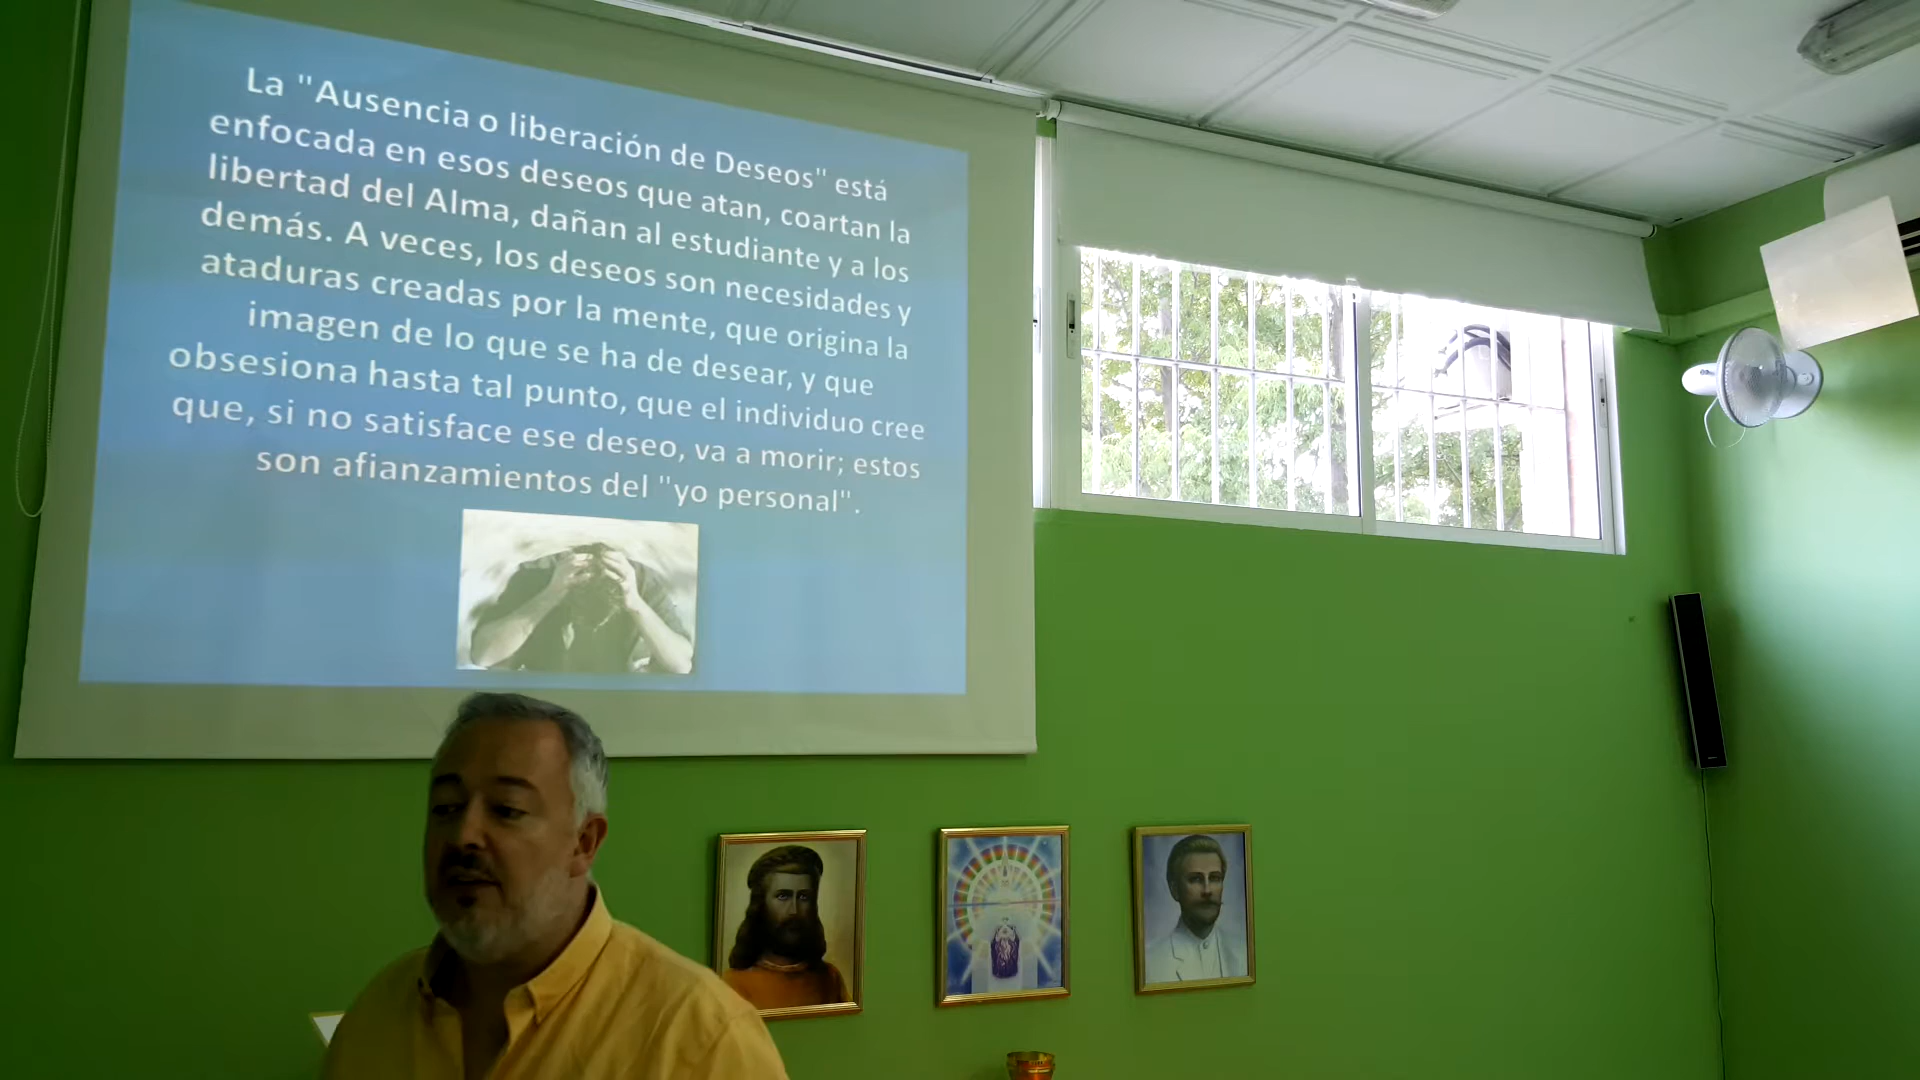 La "Ausencia o liberación de Deseos" está
enfocada en esos deseos que atan, coartan la
libertad del Alma, dañan al estudiante y a los
demás. A veces, los deseos son necesidades y
ataduras creadas por la mente, que origina la
imagen de lo que se ha de desear, y que
obsesiona hasta tal punto, que el individuo cree
que, si no satisface ese deseo, va a morir; estos
son afianzamientos del "yo personal".